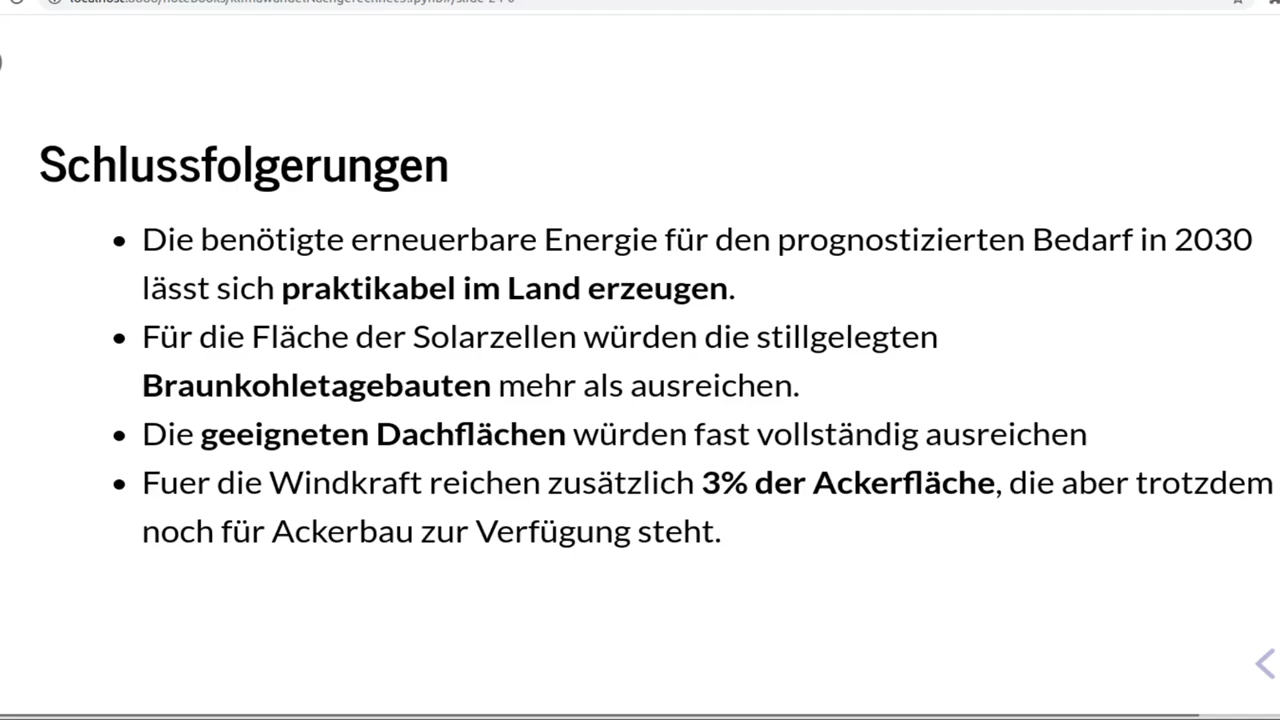 Schlussfolgerungen
Die benötigte erneuerbare Energie für den prognostizierten Bedarf in 2030
lässt sich praktikabel im Land erzeugen.
Für die Fläche der Solarzellen würden die stillgelegten
Braunkohletagebauten mehr als ausreichen.
Die geeigneten Dachflächen würden fast vollständig ausreichen
Fuer die Windkraft reichen zusätzlich 3% der Ackerfläche, die aber trotzdem
noch für Ackerbau zur Verfügung steht.